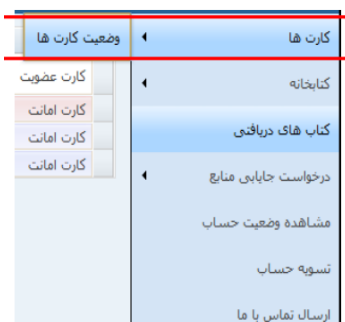 کارت ها
وضعیت کارت ها
کتابخانه
کتاب های دریافتی
درخواست جابابی منابع
مشاهده وضعیت حساب
تسویه حساب
ارسال تماس با ما
کارت عضویت
کارت امانت
کارت امانت
کارت امانت